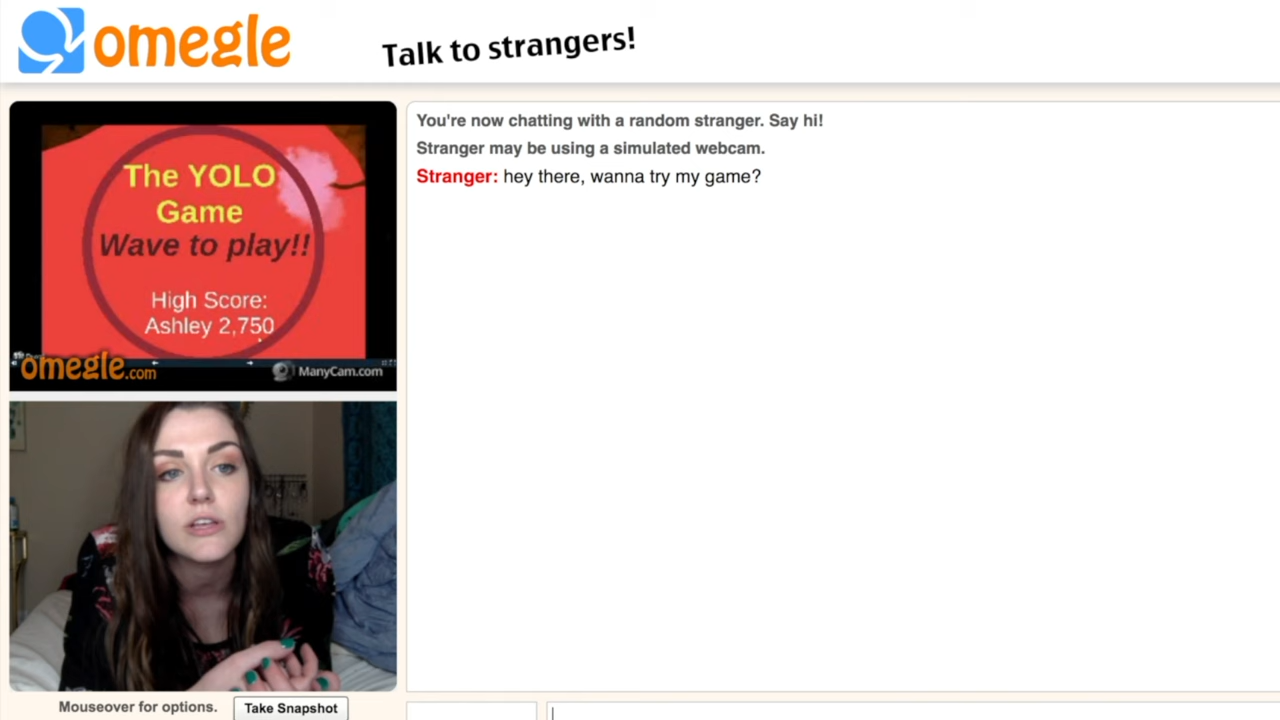 omegle
Talk to strangers!
The YOLO
Game
Wave to play!!
High Score:
Ashley 2,750
omegle.com
ManyCam.com
You're now chatting with a random stranger. Say hi!
Stranger may be using a simulated webcam.
Stranger: hey there, wanna try my game?
Mouseover for options.
Take Snapshot